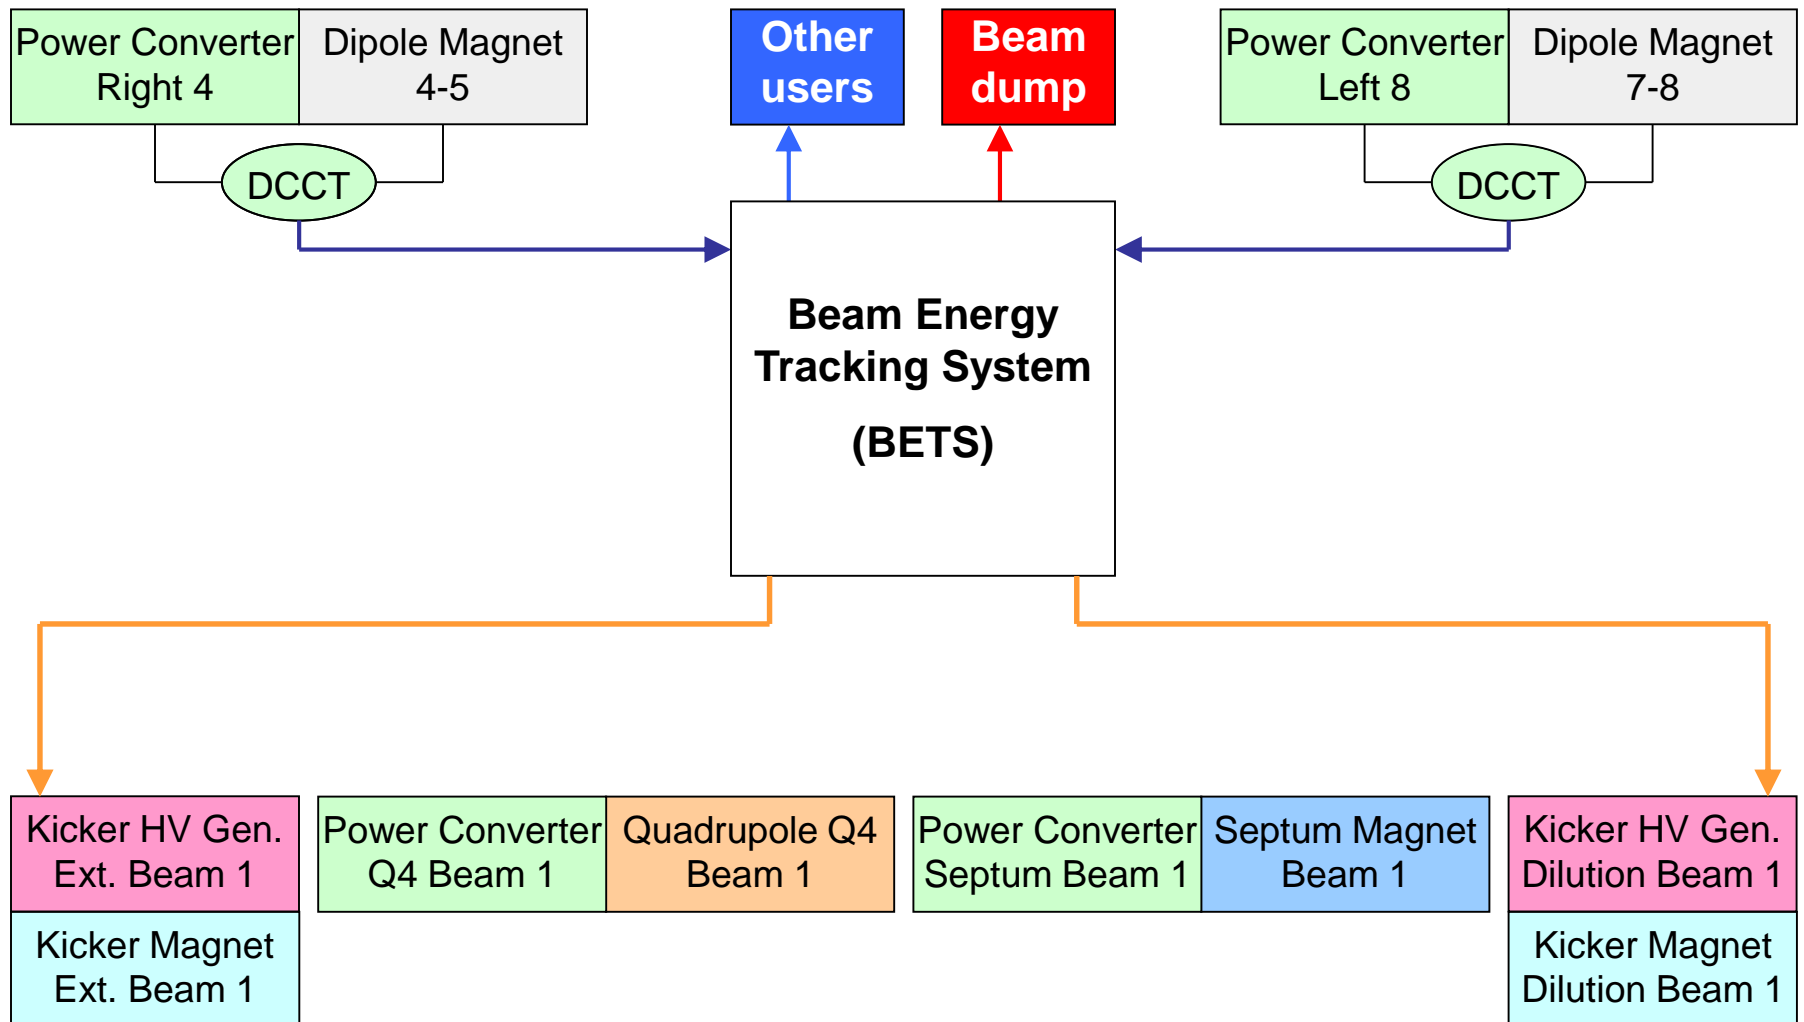 Power Converter
Right 4
Dipole Magnet
4-5
Other
users
Beam
dump
Power Converter
Left 8
Dipole Magnet
7-8
DCCT
DCCT
Beam Energy
Tracking System
(BETS)
Kicker HV Gen.
Ext. Beam 1
Power Converter
Q4 Beam 1
Quadrupole Q4
Beam 1
Power Converter
Septum Beam 1
Septum Magnet
Beam 1
Kicker HV Gen.
Dilution Beam 1
Kicker Magnet
Ext. Beam 1
Kicker Magnet
Dilution Beam 1